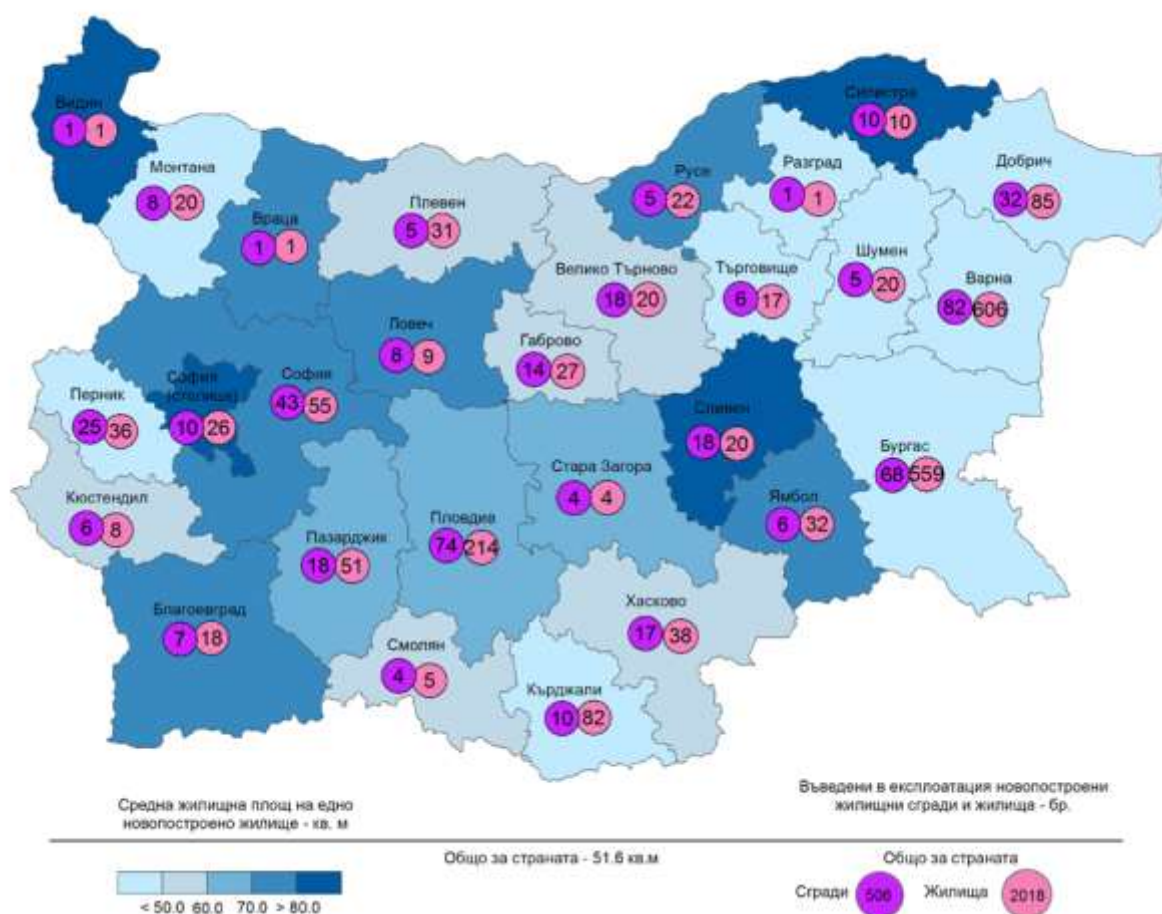 Видин
1 1
Монтана
8 20
Враца
1 1
Плевен
5 31
Русе
5 22
Силистра
10 10
Разград
1 1
Добрич
32 85
Шумен
5 20
Варна
82 606
Търговище
6 17
Велико Търново
18 20
Габрово
14 27
Ловеч
8 9
София
43 55
София
(столица)
10 26
Перник
25 36
Кюстендил
6 8
Благоевград
7 18
Пазарджик
18 51
Пловдив
74 214
Стара Загора
4 4
Сливен
18 20
Ямбол
6 32
Бургас
68 559
Хасково
17 38
Смолян
4 5
Кърджали
10 82
Средна жилищна площ на едно
новопостроено жилище - кв. м
Въведени в експлоатация новопостроени
жилищни сгради и жилища - бр.
Общо за страната - 51.6 кв.м
Общо за страната
Сгради 506 Жилища 2018
< 50.0 60.0 70.0 > 80.0